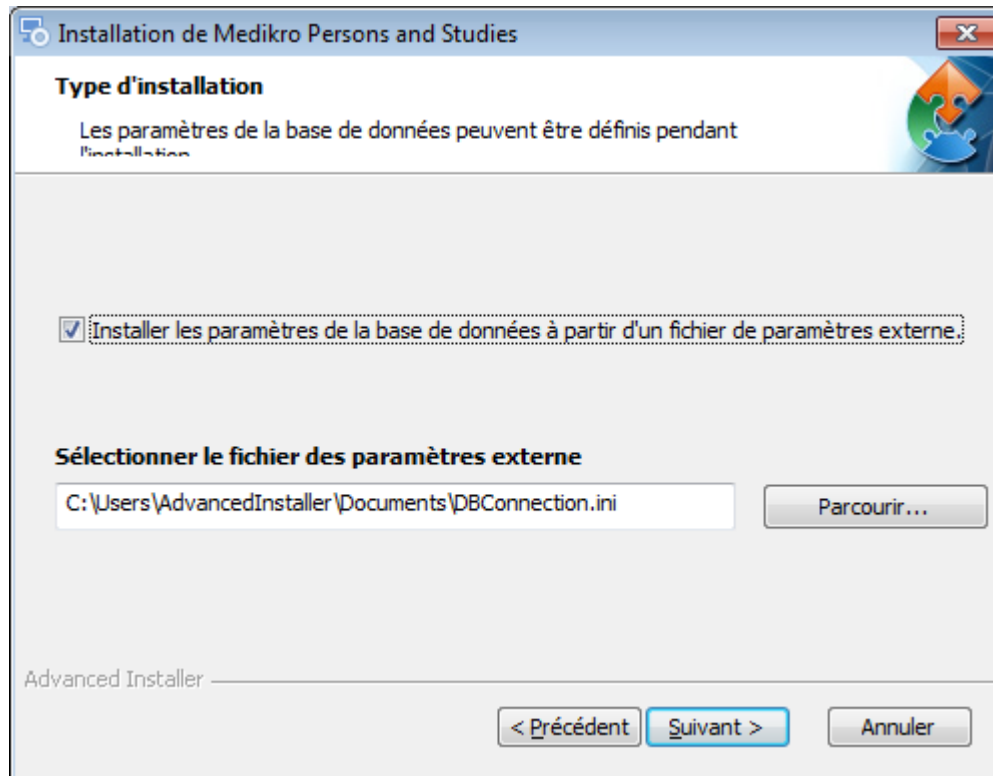 Installation de Medikro Persons and Studies
Type d'installation
Les paramètres de la base de données peuvent être définis pendant
l'installation
Installer les paramètres de la base de données à partir d'un fichier de paramètres externe.
Sélectionner le fichier des paramètres externe
C:\Users\AdvancedInstaller\Documents\DBConnection.ini
Parcourir...
Advanced Installer
< Précédent
Suivant >
Annuler